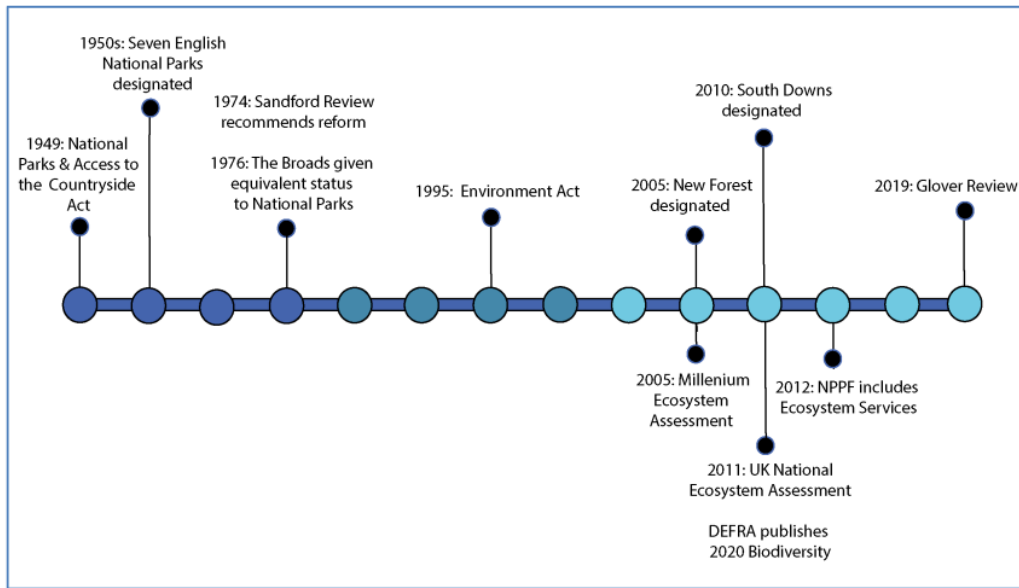 1950s: Seven English
National Parks
designated
1949: National
Parks & Access to
the Countryside
Act
1974: Sandford Review
recommends reform
1976: The Broads given
equivalent status
to National Parks
1995: Environment Act
2005: New Forest
designated
2010: South Downs
designated
2019: Glover Review
2005: Millenium
Ecosystem
Assessment
2011: UK National
Ecosystem Assessment
DEFRA publishes
2020 Biodiversity
2012: NPPF includes
Ecosystem Services